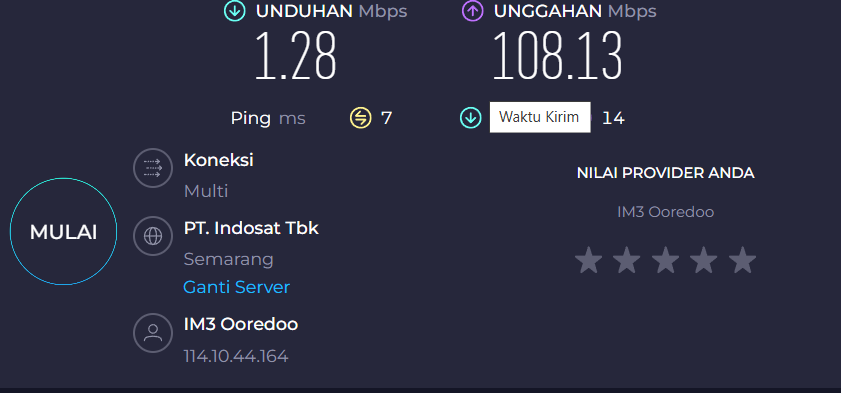 UNDUHAN Mbps
UNGGAHAN Mbps
1.28
108.13
Ping ms
7
Waktu Kirim
14
Koneksi
Multi
PT. Indosat Tbk
Semarang
Ganti Server
IM3 Ooredoo
114.10.44.164
MULAI
NILAI PROVIDER ANDA
IM3 Ooredoo